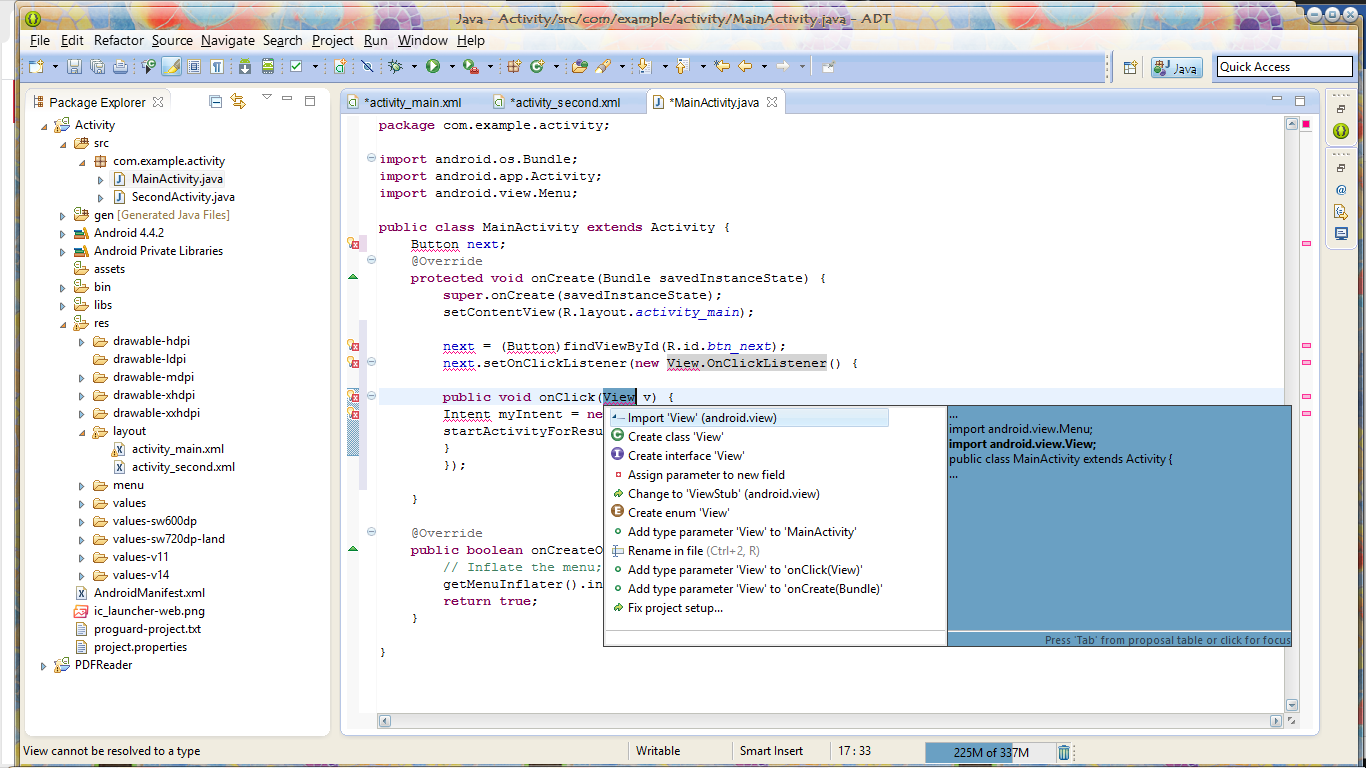 Java - Activity/src/com/example/activity/MainActivity.java - ADT
File Edit Refactor Source Navigate Search Project Run Window Help
Java
Quick Access
Package Explorer
*activity_main.xml
*activity_second.xml
*MainActivity.java
Activity
src
com.example.activity
MainActivity.java
SecondActivity.java
gen [Generated Java Files]
Android 4.4.2
Android Private Libraries
assets
bin
libs
res
drawable-hdpi
drawable-ldpi
drawable-mdpi
drawable-xhdpi
drawable-xxhdpi
layout
activity_main.xml
activity_second.xml
menu
values
values-sw600dp
values-sw720dp-land
values-v11
values-v14
AndroidManifest.xml
ic_launcher-web.png
proguard-project.txt
project.properties
PDFReader
package com.example.activity;
import android.os.Bundle;
import android.app.Activity;
import android.view.Menu;
public class MainActivity extends Activity {
Button next;
@Override
protected void onCreate(Bundle savedInstanceState) {
super.onCreate(savedInstanceState);
setContentView(R.layout.activity_main);
next = (Button)findViewById(R.id.btn_next);
next.setOnClickListener(new View.OnClickListener() {
public void onClick(View v) {
Intent myIntent = ne
startActivityForResu
}
});
}
@Override
public boolean onCreateO
// Inflate the menu;
getMenuInflater().in
return true;
}
}
Import 'View' (android.view)
Create class 'View'
Create interface 'View'
Assign parameter to new field
Change to 'ViewStub' (android.view)
Create enum 'View'
Add type parameter 'View' to 'MainActivity'
Rename in file (Ctrl+2, R)
Add type parameter 'View' to 'onClick(View)'
Add type parameter 'View' to 'onCreate(Bundle)'
Fix project setup...
...
import android.view.Menu;
import android.view.View;
public class MainActivity extends Activity {
...
Press 'Tab' from proposal table or click for focus
View cannot be resolved to a type
Writable
Smart Insert
17 : 33
225M of 337M